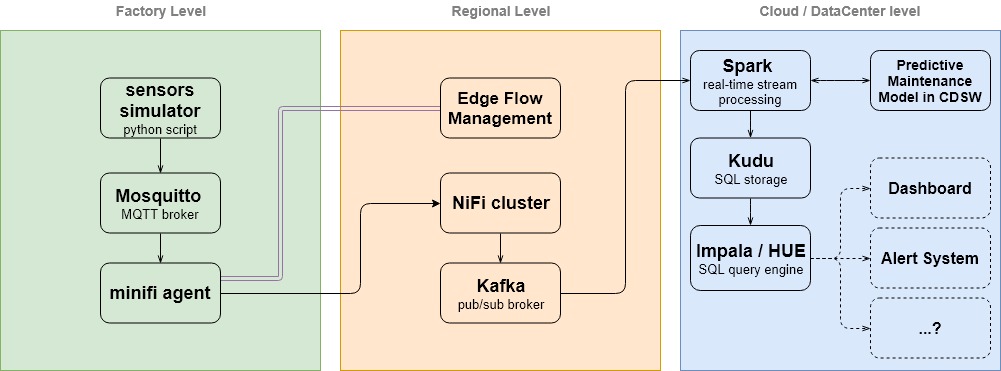 Factory Level
Regional Level
Cloud / DataCenter level
sensors
simulator
python script
Mosquitto
MQTT broker
minifi agent
Edge Flow
Management
NiFi cluster
Kafka
pub/sub broker
Spark
real-time stream
processing
Predictive
Maintenance
Model in CDSW
Kudu
SQL storage
Impala / HUE
SQL query engine
Dashboard
Alert System
...?